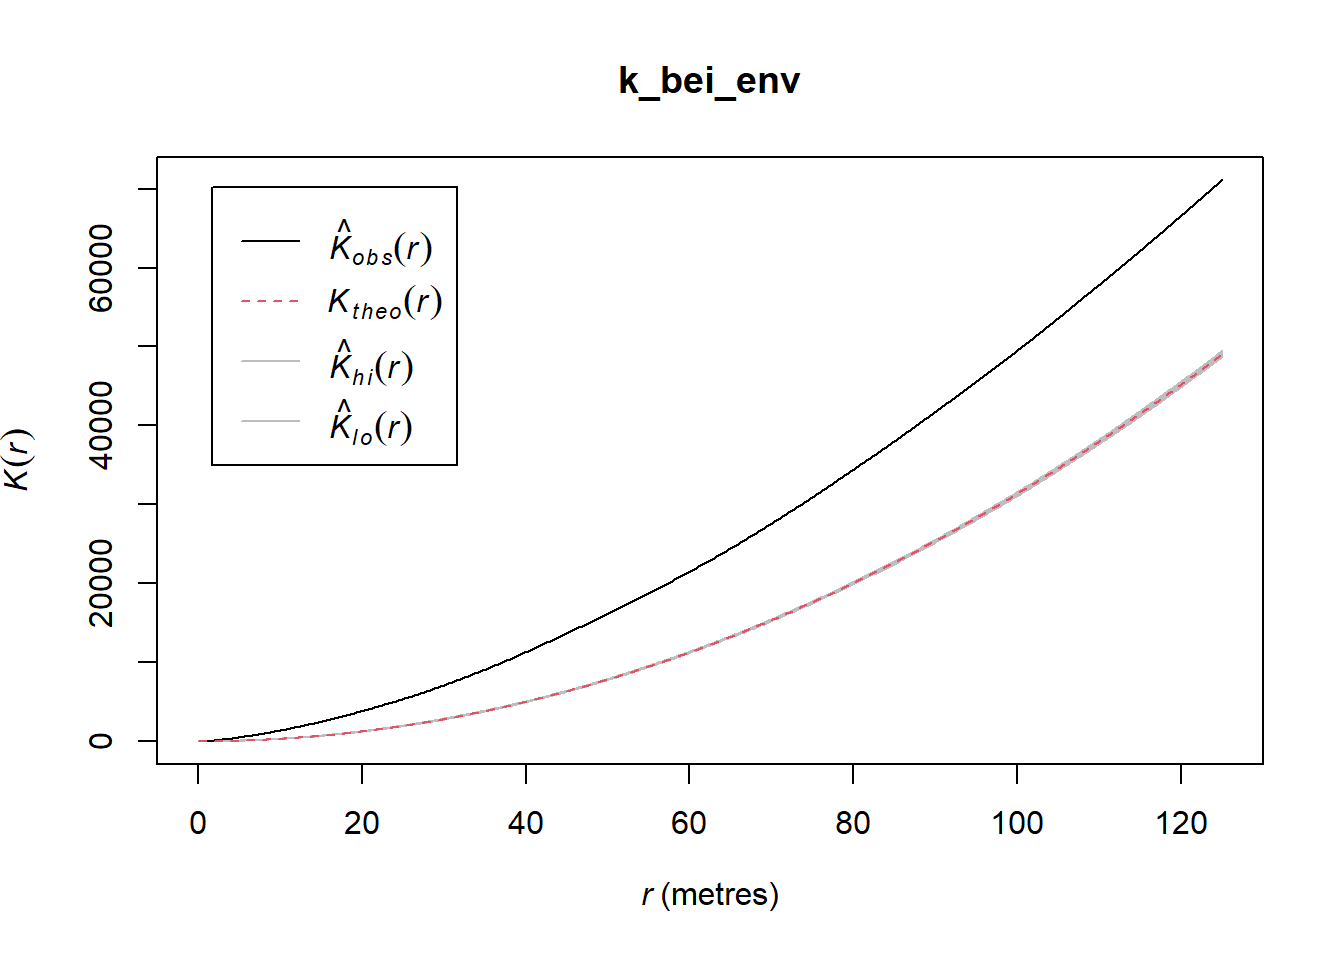 k_bei_env
K̂obs(r)
Ktheo(r)
K̂hi(r)
K̂lo(r)
K(r)
60000
40000
20000
0
0 20 40 60 80 100 120
r (metres)